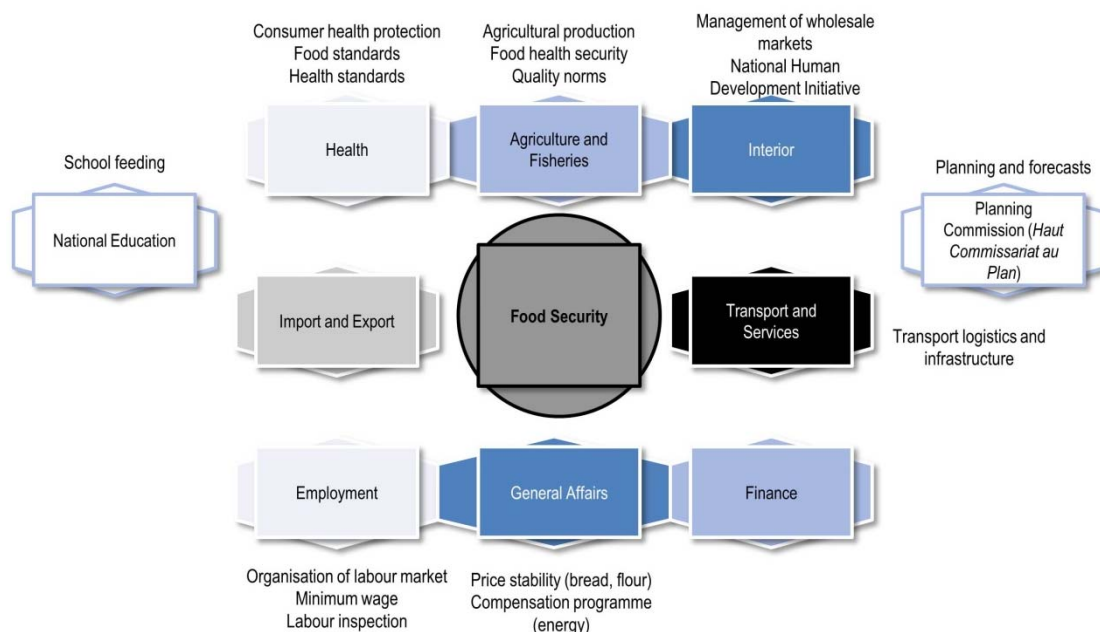 Consumer health protection
Food standards
Health standards
Agricultural production
Food health security
Quality norms
Management of wholesale
markets
National Human
Development Initiative
Health
Agriculture and
Fisheries
Interior
School feeding
National Education
Planning and forecasts
Planning
Commission (Haut
Commissariat au
Plan)
Import and Export
Food Security
Transport and
Services
Transport logistics and
infrastructure
Employment
General Affairs
Finance
Organisation of labour market
Minimum wage
Labour inspection
Price stability (bread, flour)
Compensation programme
(energy)